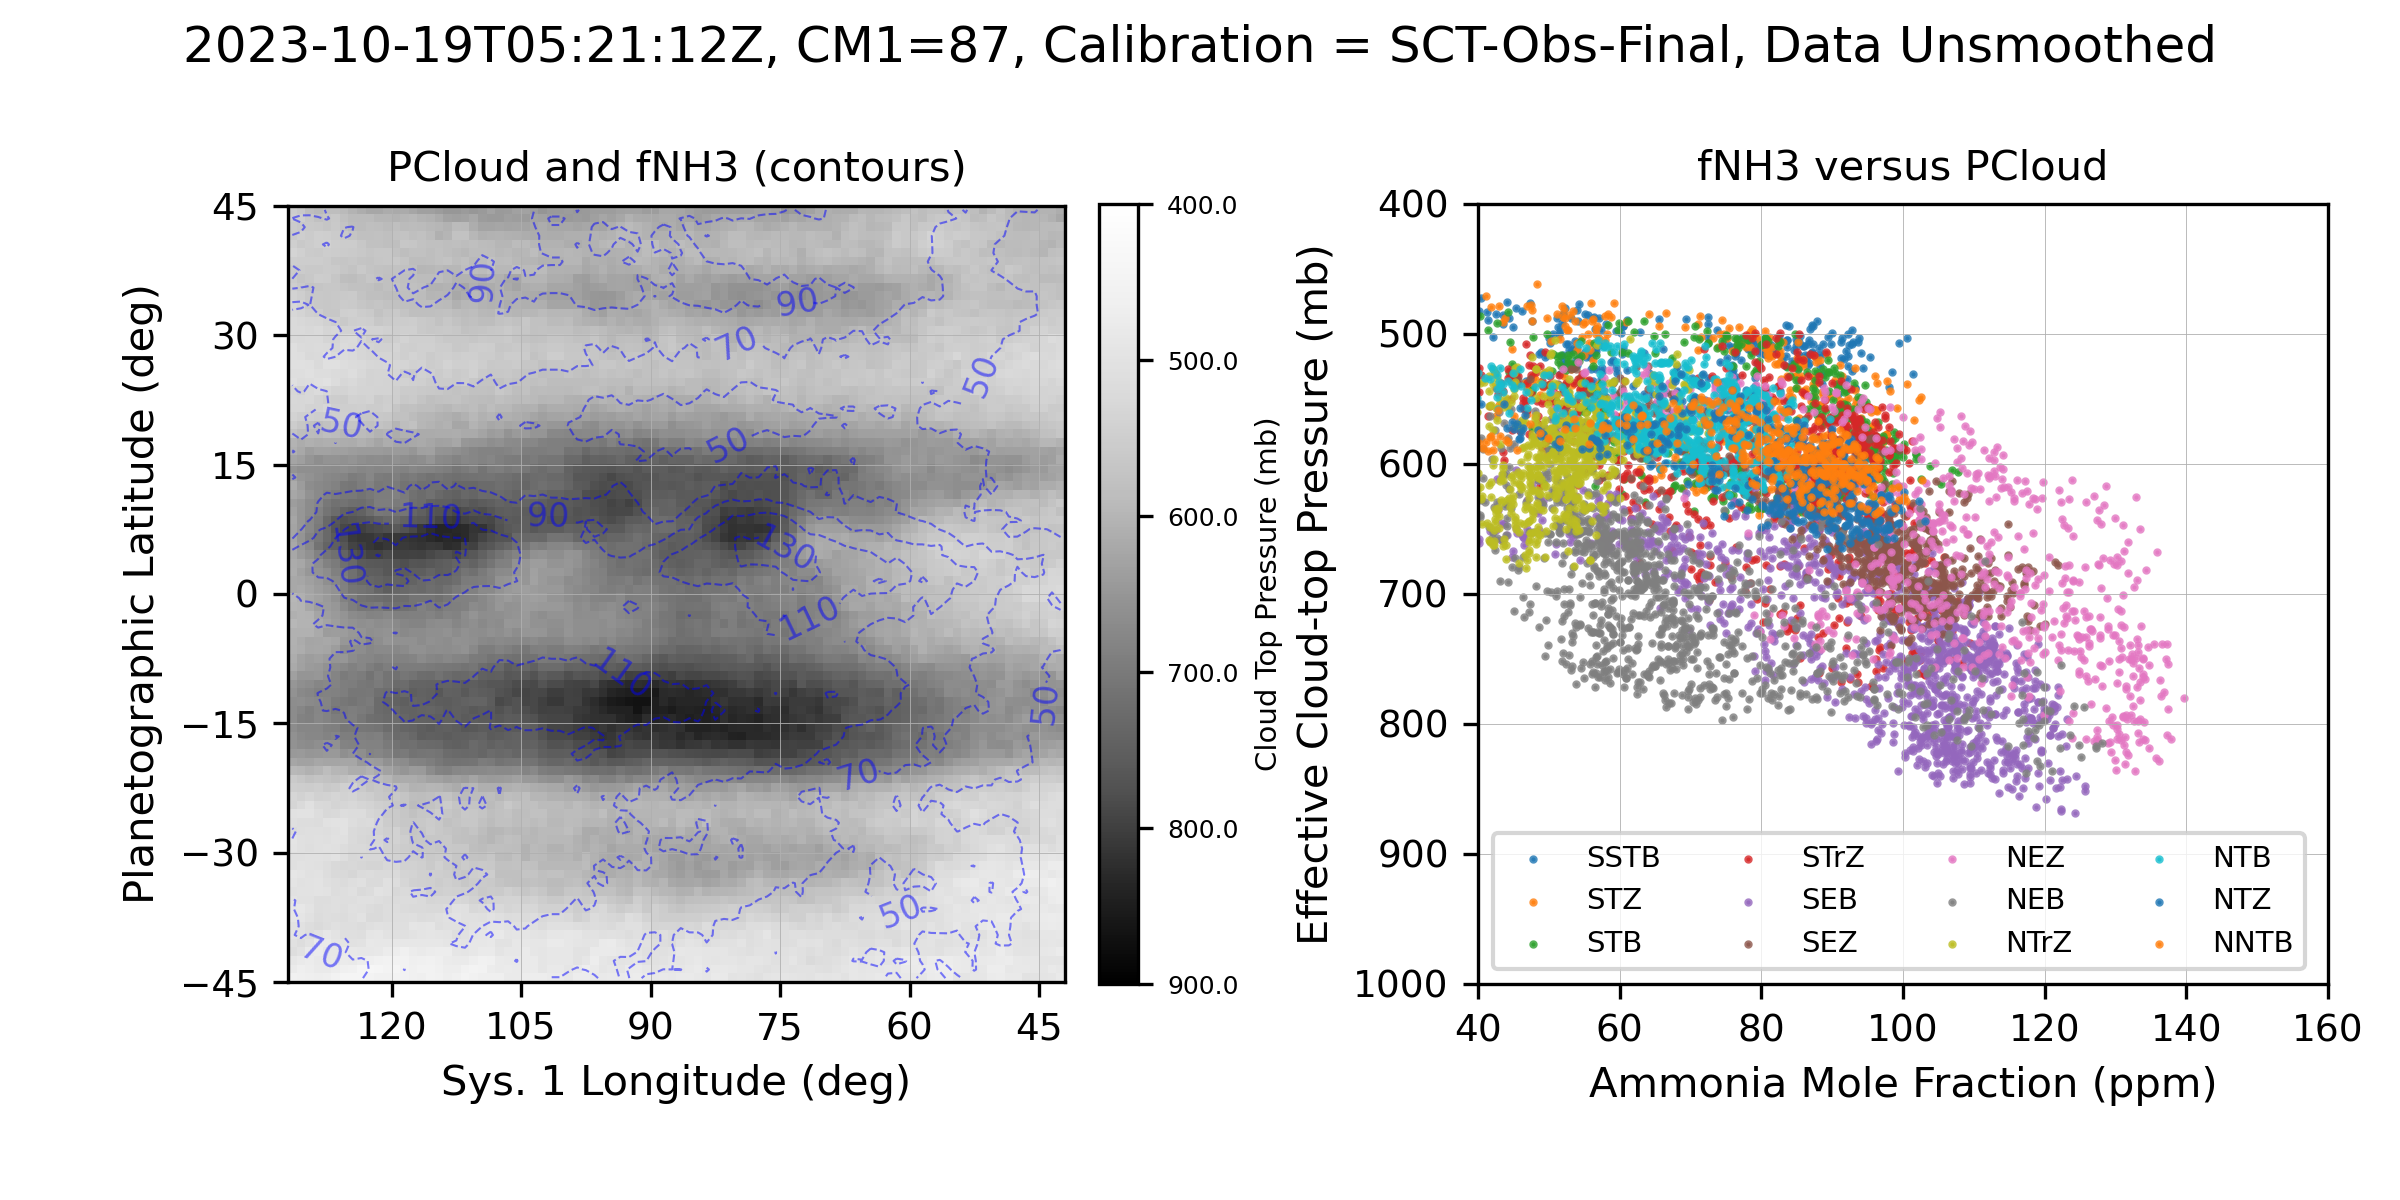 2023-10-19T05:21:12Z, CM1=87, Calibration = SCT-Obs-Final, Data Unsmoothed
PCloud and fNH3 (contours)
Planetographic Latitude (deg)
45
30
15
0
−15
−30
−45
120
105
90
75
60
45
Sys. 1 Longitude (deg)
90
90
70
50
50
50
110
90
130
130
110
110
50
70
50
70
400.0
500.0
600.0
700.0
800.0
900.0
Cloud Top Pressure (mb)
fNH3 versus PCloud
Effective Cloud-top Pressure (mb)
400
500
600
700
800
900
1000
40
60
80
100
120
140
160
Ammonia Mole Fraction (ppm)
SSTB
STZ
STB
STrZ
SEB
SEZ
NEZ
NEB
NTrZ
NTB
NTZ
NNTB